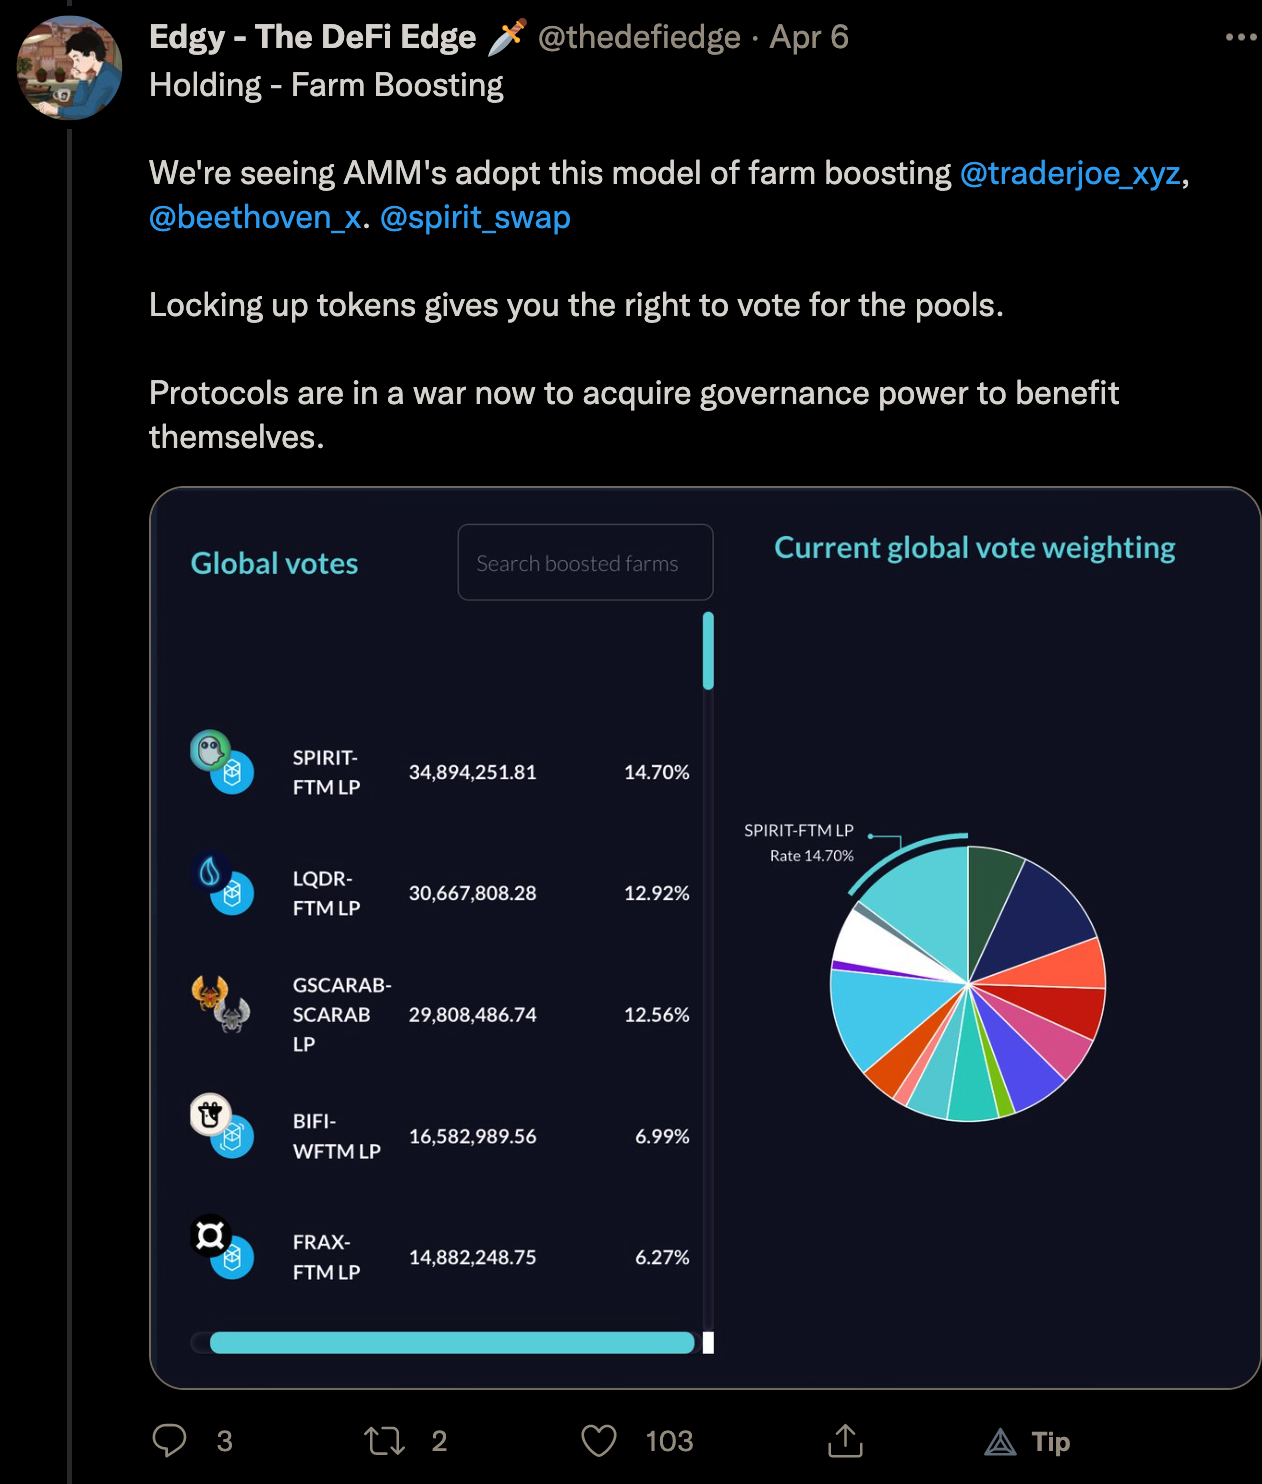 Edgy - The DeFi Edge 🗡️ @thedefiedge · Apr 6
Holding - Farm Boosting
We're seeing AMM's adopt this model of farm boosting @traderjoe_xyz,
@beethoven_x. @spirit_swap
Locking up tokens gives you the right to vote for the pools.
Protocols are in a war now to acquire governance power to benefit
themselves.
Global votes
Search boosted farms
SPIRIT-
FTM LP
34,894,251.81
14.70%
LQDR-
FTM LP
30,667,808.28
12.92%
GSCARAB-
SCARAB
LP
29,808,486.74
12.56%
BIFI-
WFTM LP
16,582,989.56
6.99%
FRAX-
FTM LP
14,882,248.75
6.27%
Current global vote weighting
SPIRIT-FTM LP
Rate 14.70%
3
2
103
Tip